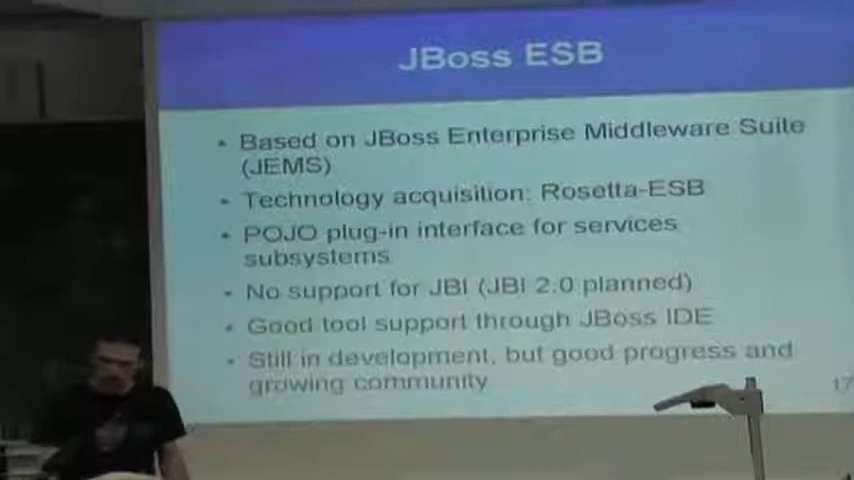 JBoss ESB
• Based on JBoss Enterprise Middleware Suite
(JEMS)
• Technology acquisition: Rosetta-ESB
• POJO plug-in interface for services
subsystems
• No support for JBI (JBI 2.0 planned)
• Good tool support through JBoss IDE
• Still in development, but good progress and
growing community
17